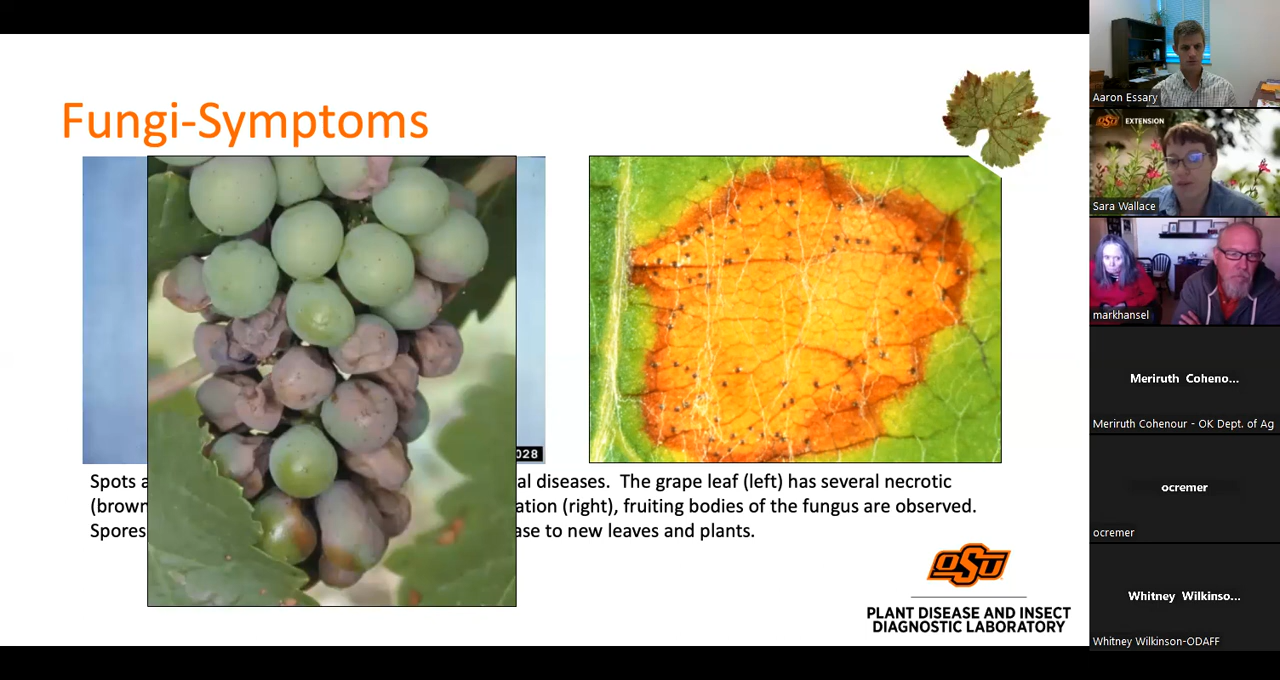 Fungi-Symptoms
028
Spots a
al diseases. The grape leaf (left) has several necrotic
(brown
ation (right), fruiting bodies of the fungus are observed.
Spores
ase to new leaves and plants.
OSU
PLANT DISEASE AND INSECT
DIAGNOSTIC LABORATORY
Aaron Essary
OSU EXTENSION
Sara Wallace
markhansel
Meriruth Coheno...
Meriruth Cohenour - OK Dept. of Ag
ocremer
ocremer
Whitney Wilkinso...
Whitney Wilkinson-ODAFF